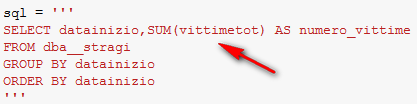 sql = '''
SELECT datainizio,SUM(vittimetot) AS numero_vittime
FROM dba__stragi
GROUP BY datainizio
ORDER BY datainizio
'''